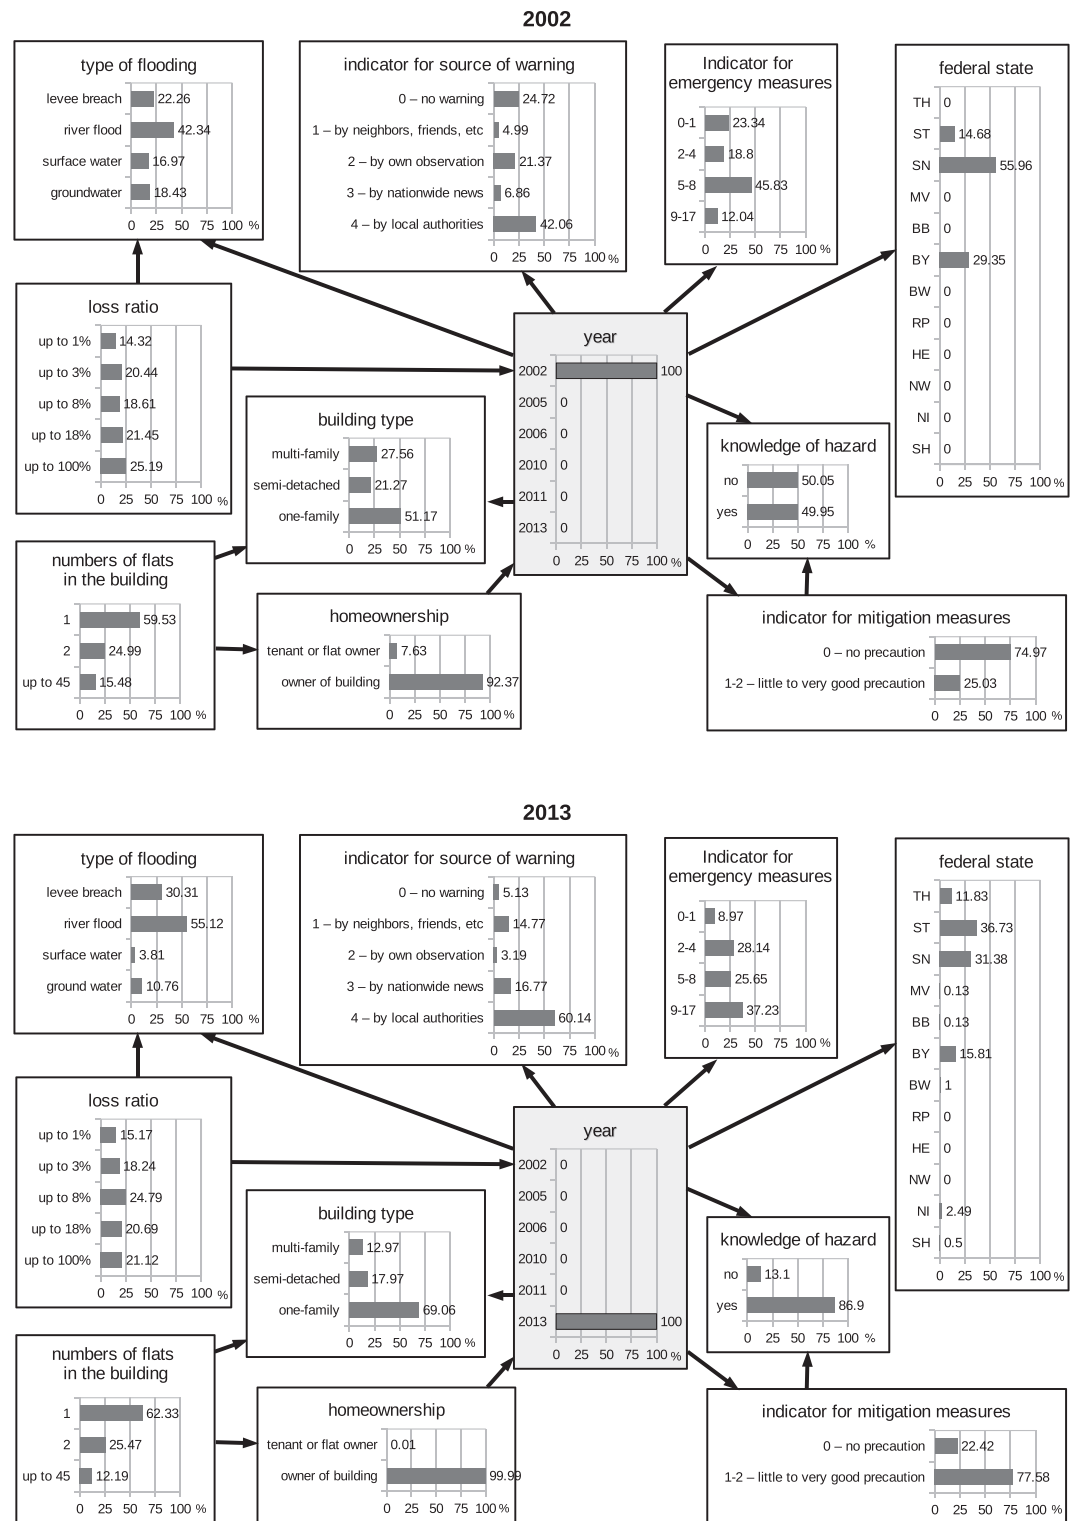 2002
type of flooding
levee breach 22.26
river flood 42.34
surface water 16.97
groundwater 18.43
0 25 50 75 100 %
indicator for source of warning
0 – no warning 24.72
1 – by neighbors, friends, etc 4.99
2 – by own observation 21.37
3 – by nationwide news 6.86
4 – by local authorities 42.06
0 25 50 75 100 %
Indicator for
emergency measures
0-1 23.34
2-4 18.8
5-8 45.83
9-17 12.04
0 25 50 75 100 %
federal state
TH 0
ST 14.68
SN 55.96
MV 0
BB 0
BY 29.35
BW 0
RP 0
HE 0
NW 0
NI 0
SH 0
0 25 50 75 100 %
loss ratio
up to 1% 14.32
up to 3% 20.44
up to 8% 18.61
up to 18% 21.45
up to 100% 25.19
0 25 50 75 100 %
year
2002 100
2005 0
2006 0
2010 0
2011 0
2013 0
0 25 50 75 100 %
building type
multi-family 27.56
semi-detached 21.27
one-family 51.17
0 25 50 75 100 %
knowledge of hazard
no 50.05
yes 49.95
0 25 50 75 100 %
numbers of flats
in the building
1 59.53
2 24.99
up to 45 15.48
0 25 50 75 100 %
homeownership
tenant or flat owner 7.63
owner of building 92.37
0 25 50 75 100 %
indicator for mitigation measures
0 – no precaution 74.97
1-2 – little to very good precaution 25.03
0 25 50 75 100 %
2013
type of flooding
levee breach 30.31
river flood 55.12
surface water 3.81
ground water 10.76
0 25 50 75 100 %
indicator for source of warning
0 – no warning 5.13
1 – by neighbors, friends, etc 14.77
2 – by own observation 3.19
3 – by nationwide news 16.77
4 – by local authorities 60.14
0 25 50 75 100 %
Indicator for
emergency measures
0-1 8.97
2-4 28.14
5-8 25.65
9-17 37.23
0 25 50 75 100 %
federal state
TH 11.83
ST 36.73
SN 31.38
MV 0.13
BB 0.13
BY 15.81
BW 1
RP 0
HE 0
NW 0
NI 2.49
SH 0.5
0 25 50 75 100 %
loss ratio
up to 1% 15.17
up to 3% 18.24
up to 8% 24.79
up to 18% 20.69
up to 100% 21.12
0 25 50 75 100 %
year
2002 0
2005 0
2006 0
2010 0
2011 0
2013 100
0 25 50 75 100 %
building type
multi-family 12.97
semi-detached 17.97
one-family 69.06
0 25 50 75 100 %
knowledge of hazard
no 13.1
yes 86.9
0 25 50 75 100 %
numbers of flats
in the building
1 62.33
2 25.47
up to 45 12.19
0 25 50 75 100 %
homeownership
tenant or flat owner 0.01
owner of building 99.99
0 25 50 75 100 %
indicator for mitigation measures
0 – no precaution 22.42
1-2 – little to very good precaution 77.58
0 25 50 75 100 %